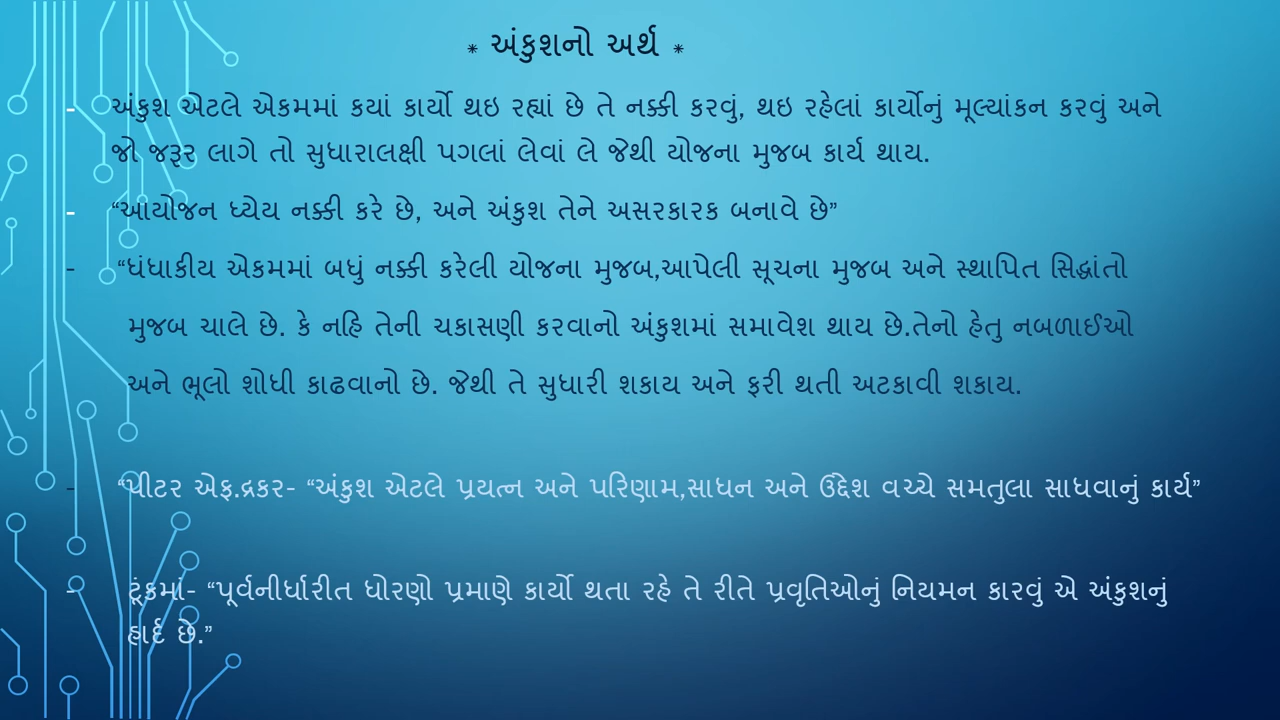 * અંકુશનો અર્થ *
- અંકુશ એટલે એકમમાં કયાં કાર્યો થઇ રહ્યાં છે તે નક્કી કરવું, થઇ રહેલાં કાર્યોનું મૂલ્યાંકન કરવું અને
જો જરૂર લાગે તો સુધારાલક્ષી પગલાં લેવાં લે જેથી યોજના મુજબ કાર્ય થાય.
- “આયોજન ધ્યેય નક્કી કરે છે, અને અંકુશ તેને અસરકારક બનાવે છે”
- “ધંધાકીય એકમમાં બધું નક્કી કરેલી યોજના મુજબ,આપેલી સૂચના મુજબ અને સ્થાપિત સિદ્ધાંતો
મુજબ ચાલે છે. કે નહિ તેની ચકાસણી કરવાનો અંકુશમાં સમાવેશ થાય છે.તેનો હેતુ નબળાઈઓ
અને ભૂલો શોધી કાઢવાનો છે. જેથી તે સુધારી શકાય અને ફરી થતી અટકાવી શકાય.
- “પીટર એફ.દ્રકર- “અંકુશ એટલે પ્રયત્ન અને પરિણામ,સાધન અને ઉદ્દેશ વચ્ચે સમતુલા સાધવાનું કાર્ય”
- ટૂંકમાં- “પૂર્વનીર્ધારીત ધોરણો પ્રમાણે કાર્યો થતા રહે તે રીતે પ્રવૃતિઓનું નિયમન કારવું એ અંકુશનું
હાર્દ છે.”